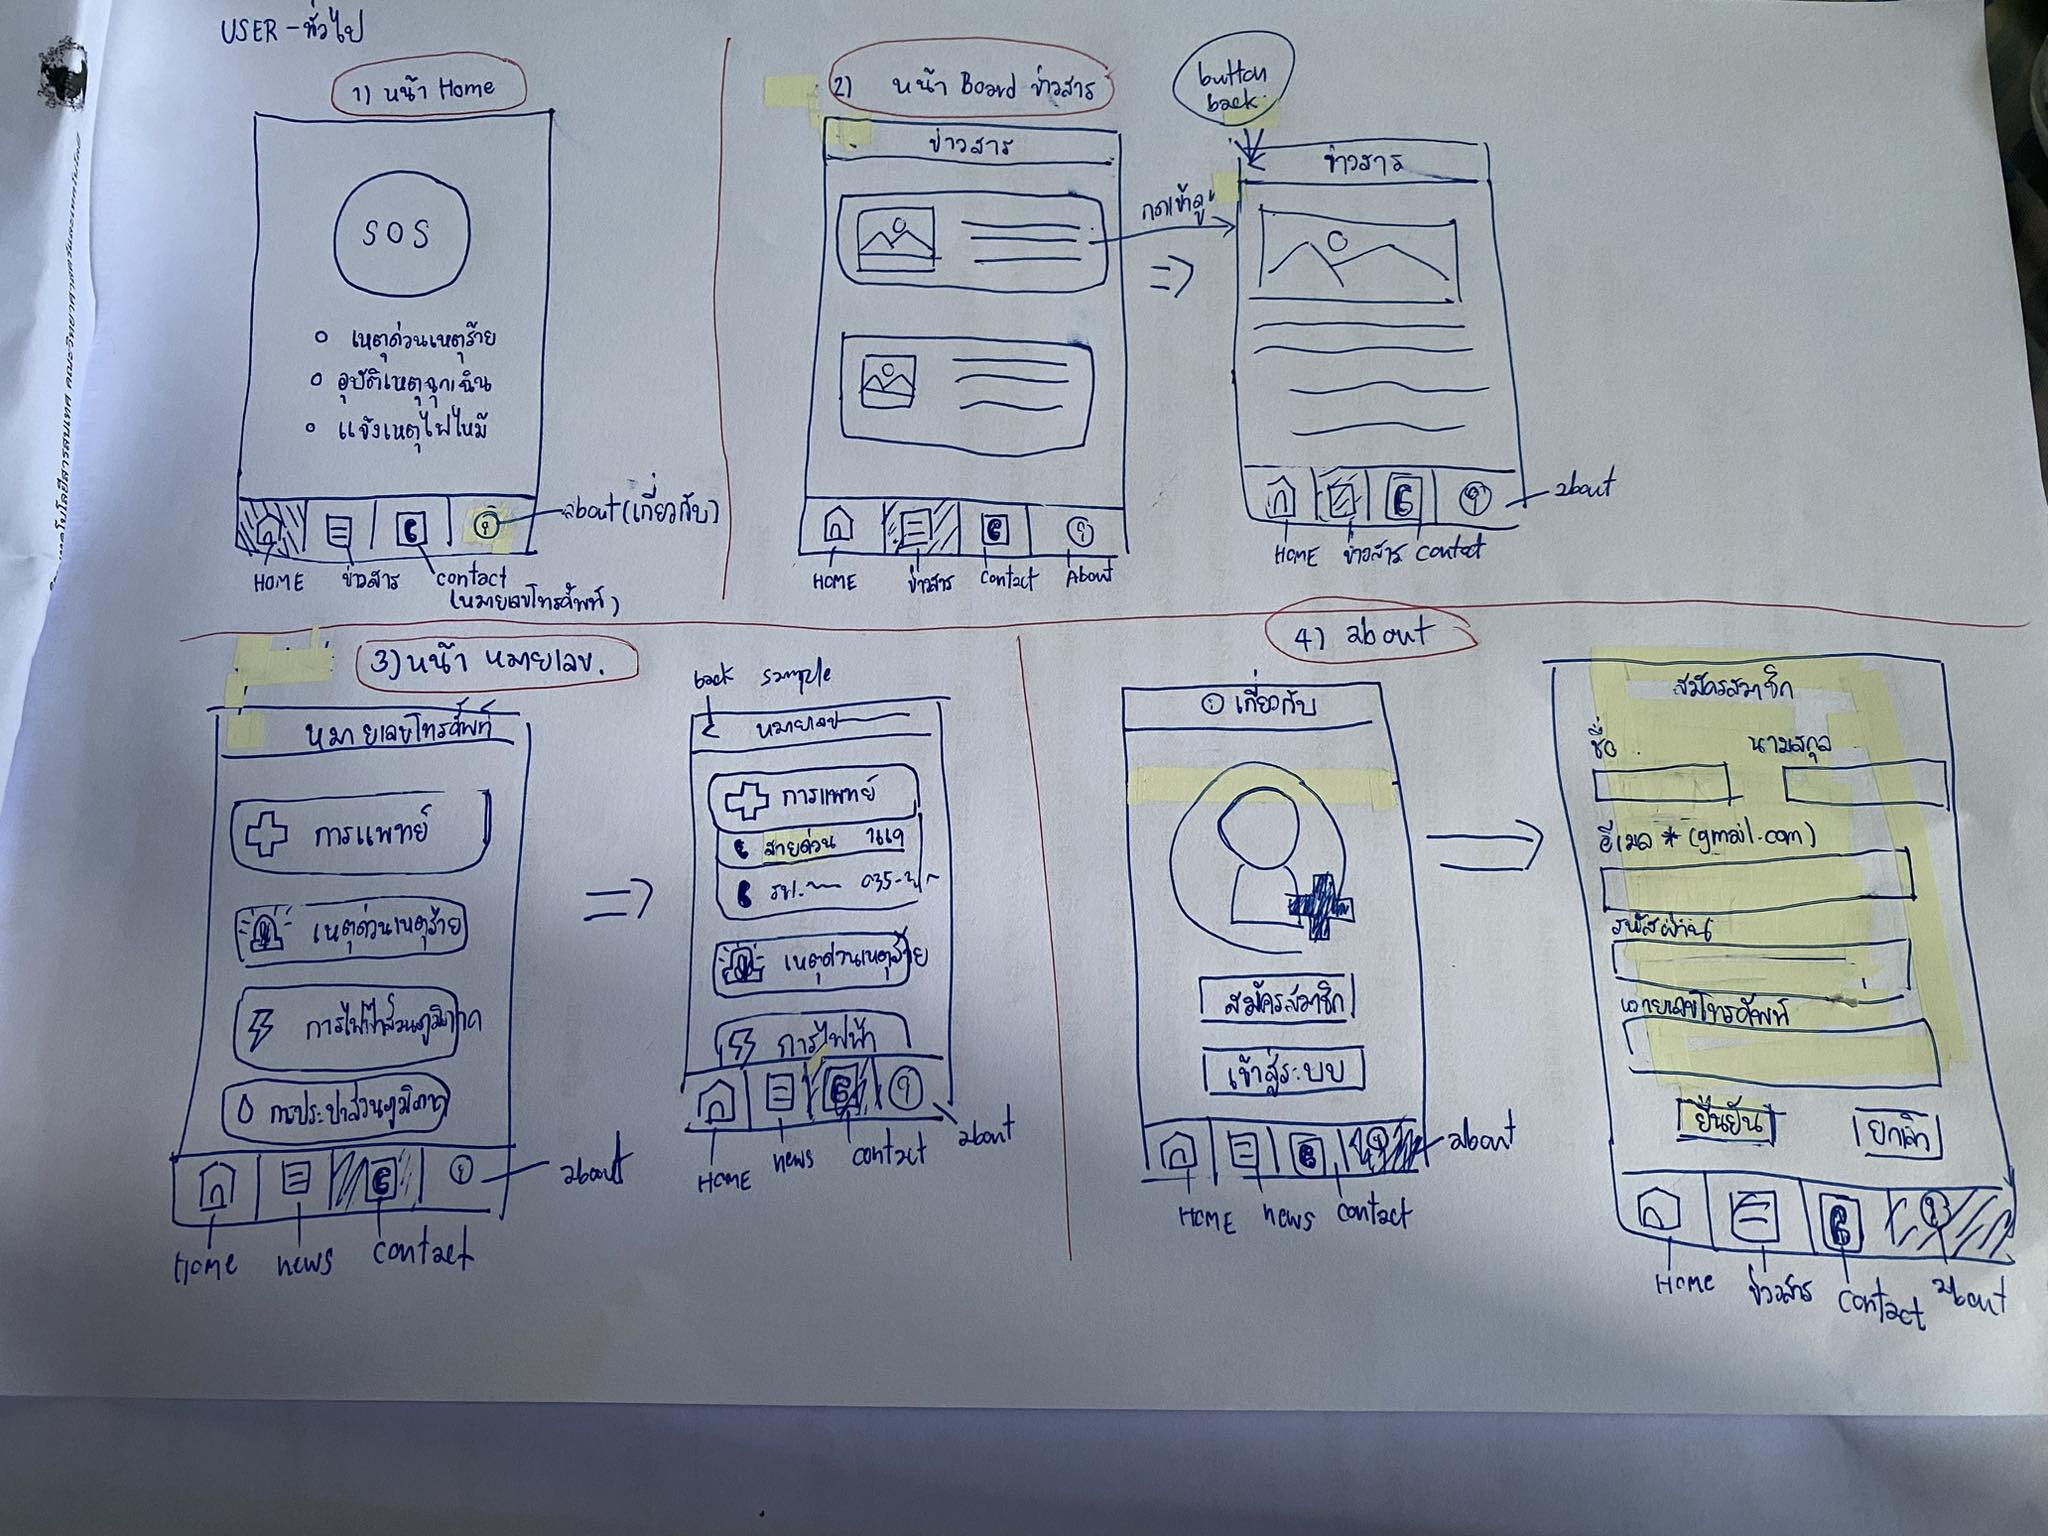 USER - ทั่วไป
1) หน้า Home
SOS
เหตุด่วนเหตุร้าย
อุบัติเหตุฉุกเฉิน
แจ้งเหตุไฟไหม้
about (เกี่ยวกับ)
HOME ข่าวสาร contact
(หมายเลขโทรศัพท์)
2) หน้า Board ข่าวสาร
ข่าวสาร
HOME ข่าวสาร contact About
กดเข้าดู
button
back
ข่าวสาร
about
HOME ข่าวสาร contact
3) หน้า หมายเลข.
หมายเลขโทรศัพท์
การแพทย์
เหตุด่วนเหตุร้าย
การไฟฟ้าส่วนภูมิภาค
การประปาส่วนภูมิภาค
about
Home news contact
back sample
หมายเลข
การแพทย์
สายด่วน 1669
รพ. 035-
เหตุด่วนเหตุร้าย
การไฟฟ้า
HOME news contact about
4) about
เกี่ยวกับ
สมัครสมาชิก
เข้าสู่ระบบ
about
HOME news contact
สมัครสมาชิก
ชื่อ นามสกุล
อีเมล * (gmail.com)
รหัสผ่าน
หมายเลขโทรศัพท์
ยืนยัน ยกเลิก
Home ข่าวสาร contact about